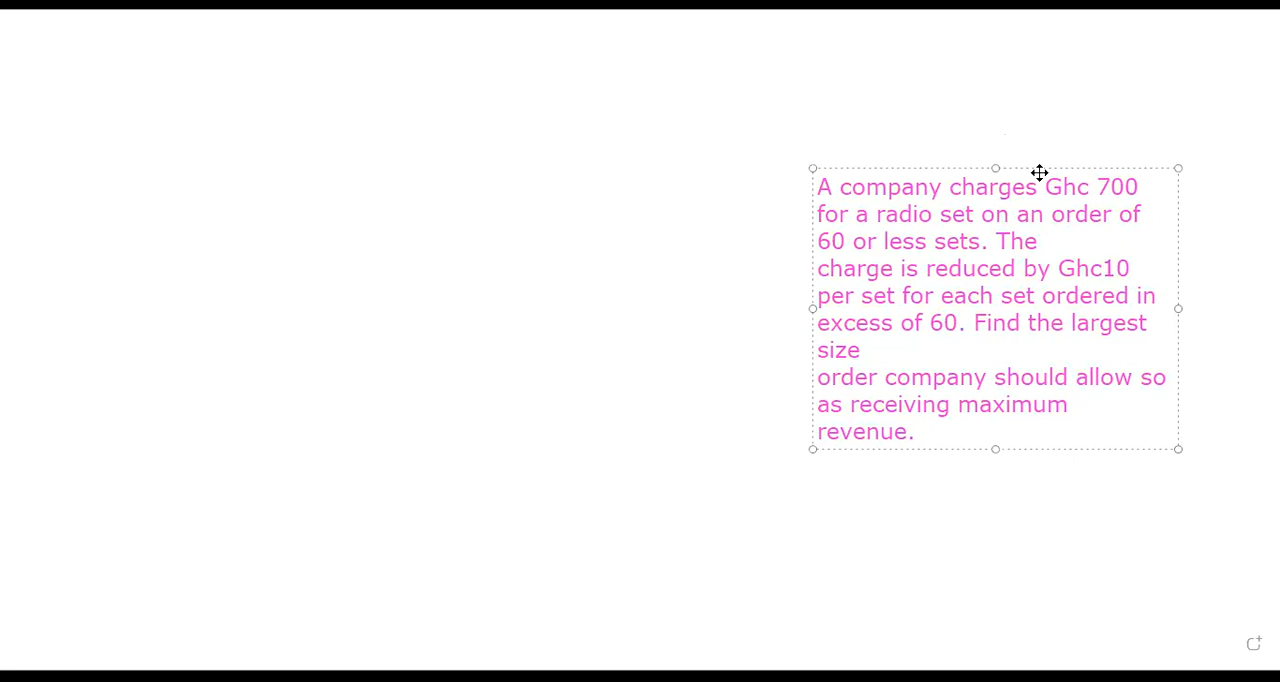 A company charges Ghc 700
for a radio set on an order of
60 or less sets. The
charge is reduced by Ghc10
per set for each set ordered in
excess of 60. Find the largest
size
order company should allow so
as receiving maximum
revenue.